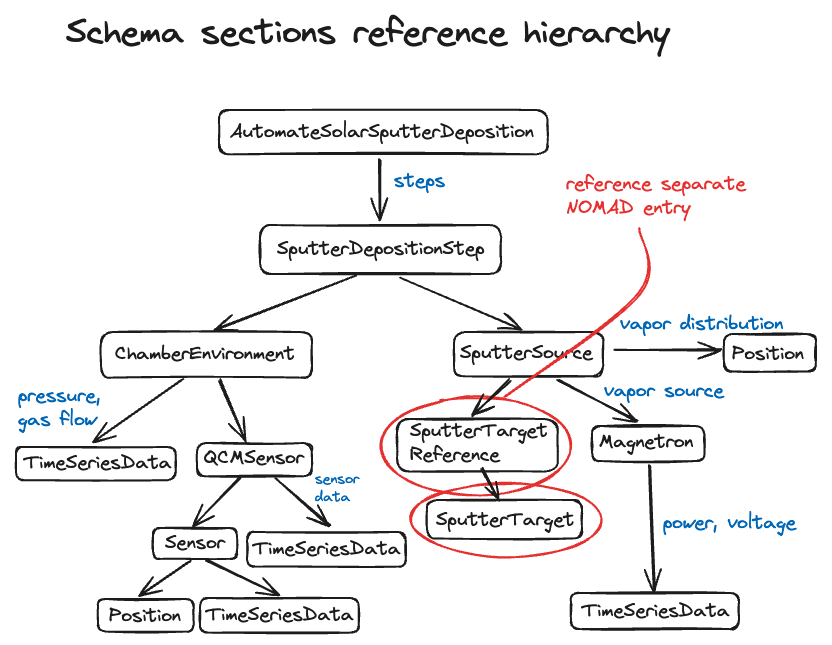 Schema sections reference hierarchy
AutomateSolarSputterDeposition
steps
reference separate
NOMAD entry
SputterDepositionStep
vapor distribution
ChamberEnvironment
SputterSource
Position
pressure,
gas flow
vapor source
SputterTarget
Reference
Magnetron
TimeSeriesData
QCMSensor
sensor
data
SputterTarget
power, voltage
Sensor
TimeSeriesData
Position
TimeSeriesData
TimeSeriesData